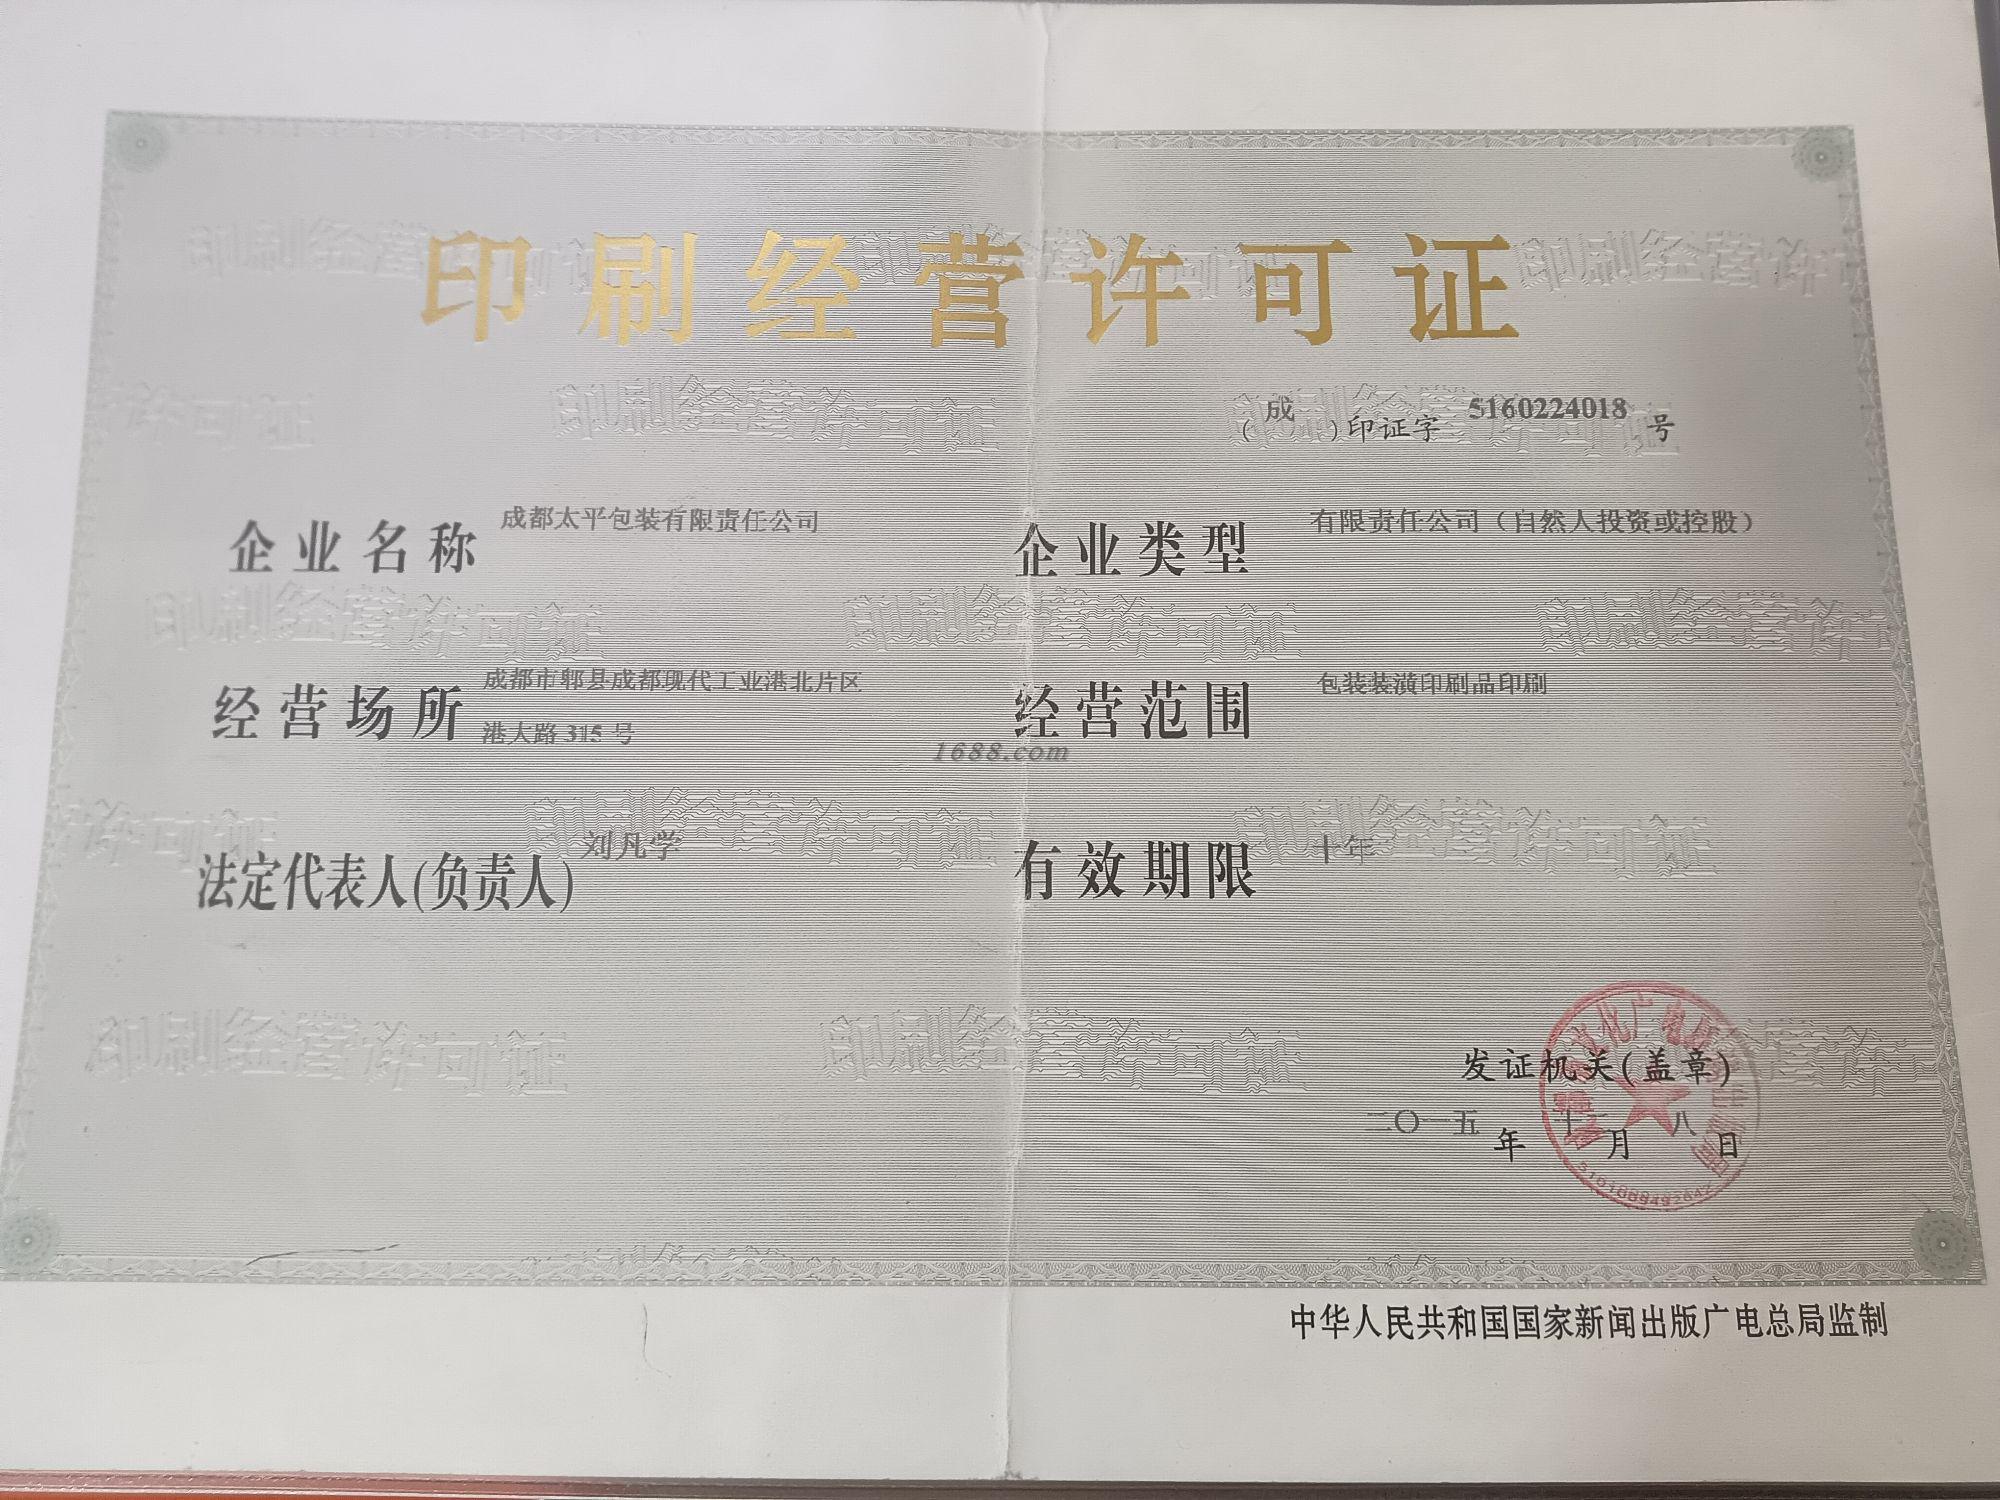 印刷经营许可证
（成）印证字 5160224018 号
企业名称 成都太平包装有限责任公司
企业类型 有限责任公司（自然人投资或控股）
经营场所 成都市郫县成都现代工业港北片区
港大路 315 号
经营范围 包装装潢印刷品印刷
1688.com
法定代表人(负责人) 刘凡学
有效期限 十年
发证机关(盖章)
二〇一五年十二月八日
中华人民共和国国家新闻出版广电总局监制